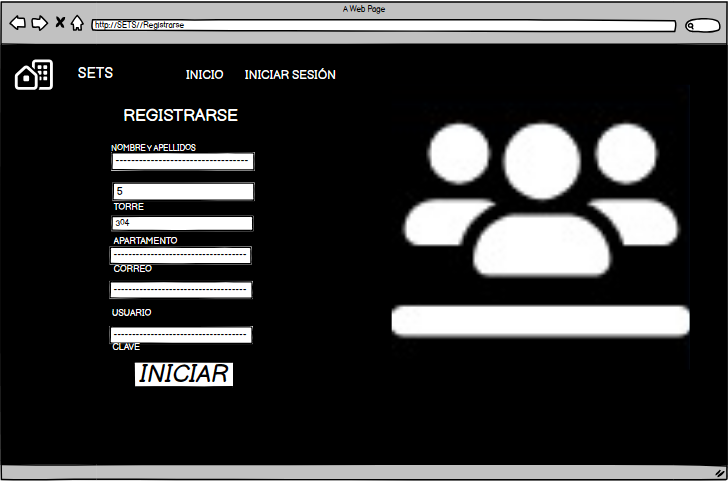 A Web Page
http://SETS//Registrarse
SETS
INICIO
INICIAR SESIÓN
REGISTRARSE
NOMBRE Y APELLIDOS
----------------------------------
5
TORRE
304
APARTAMENTO
----------------------------------
CORREO
----------------------------------
USUARIO
----------------------------------
CLAVE
INICIAR